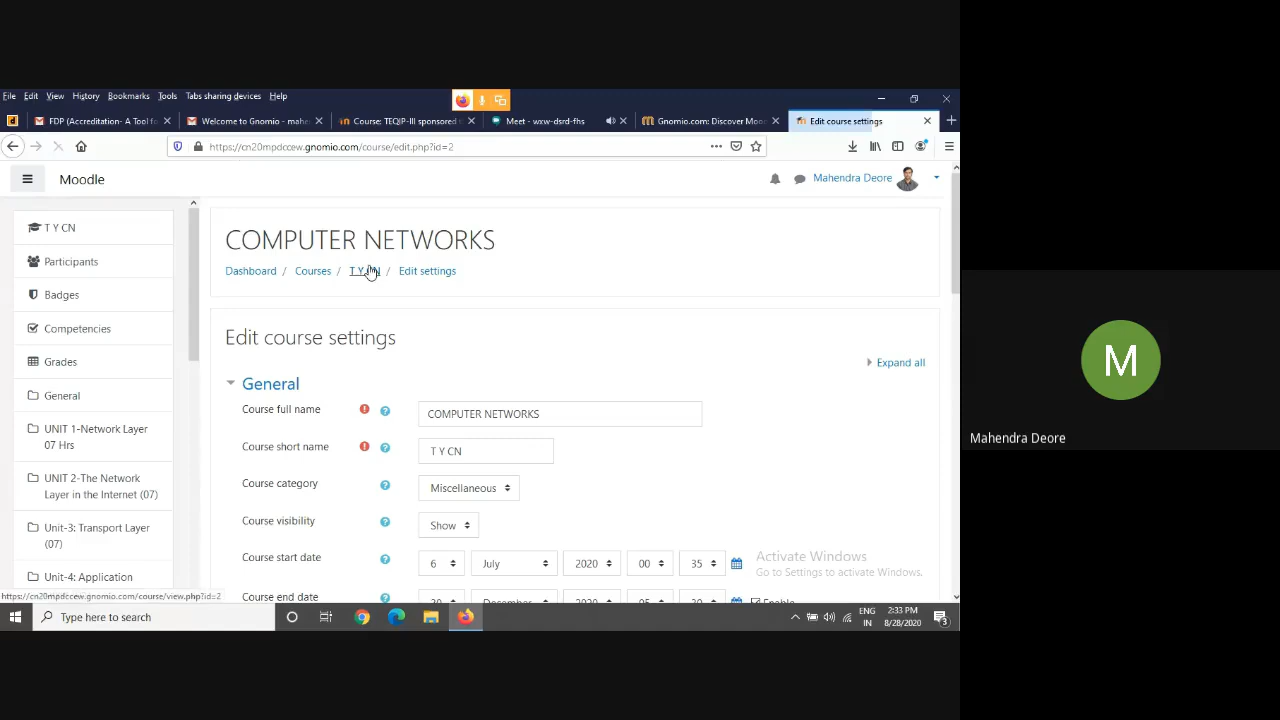 File Edit View History Bookmarks Tools Tabs sharing devices Help
FDP (Accreditation- A Tool fo
Welcome to Gnomio - mahe
Course: TEQIP-III sponsored
Meet - wxw-dsrd-fhs
Gnomio.com: Discover Moo
Edit course settings
https://cn20mpdccew.gnomio.com/course/edit.php?id=2
Moodle
Mahendra Deore
T Y CN
Participants
Badges
Competencies
Grades
General
UNIT 1-Network Layer
07 Hrs
UNIT 2-The Network
Layer in the Internet (07)
Unit-3: Transport Layer
(07)
Unit-4: Application
COMPUTER NETWORKS
Dashboard / Courses / T Y CN / Edit settings
Edit course settings
Expand all
General
Course full name COMPUTER NETWORKS
Course short name T Y CN
Course category Miscellaneous
Course visibility Show
Course start date 6 July 2020 00 35
Course end date
Activate Windows
Go to Settings to activate Windows.
https://cn20mpdccew.gnomio.com/course/view.php?id=2
Type here to search
ENG
IN
2:33 PM
8/28/2020
3
M
Mahendra Deore